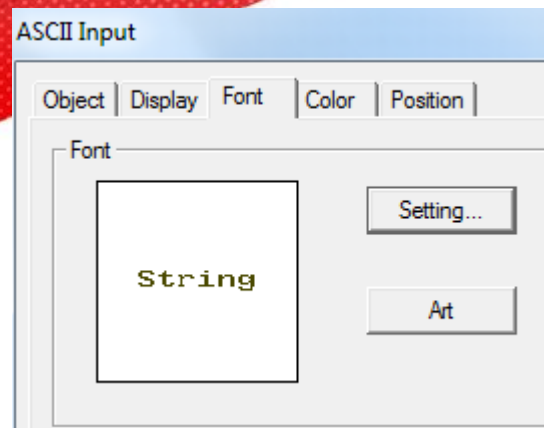 ASCII Input
Object Display Font Color Position
Font
Setting...
String
Art